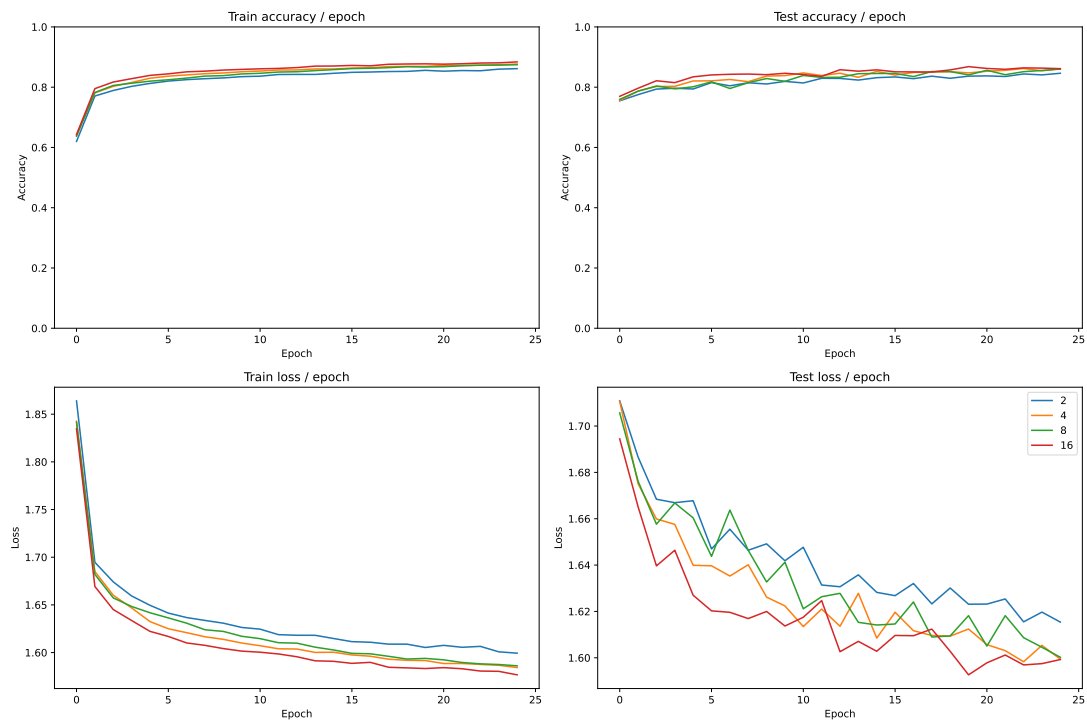 Train accuracy / epoch
1.0
0.8
0.6
0.4
0.2
0.0
Accuracy
0 5 10 15 20 25
Epoch
Test accuracy / epoch
1.0
0.8
0.6
0.4
0.2
0.0
Accuracy
0 5 10 15 20 25
Epoch
Train loss / epoch
1.85
1.80
1.75
1.70
1.65
1.60
Loss
0 5 10 15 20 25
Epoch
Test loss / epoch
1.70
1.68
1.66
1.64
1.62
1.60
Loss
0 5 10 15 20 25
Epoch
2
4
8
16